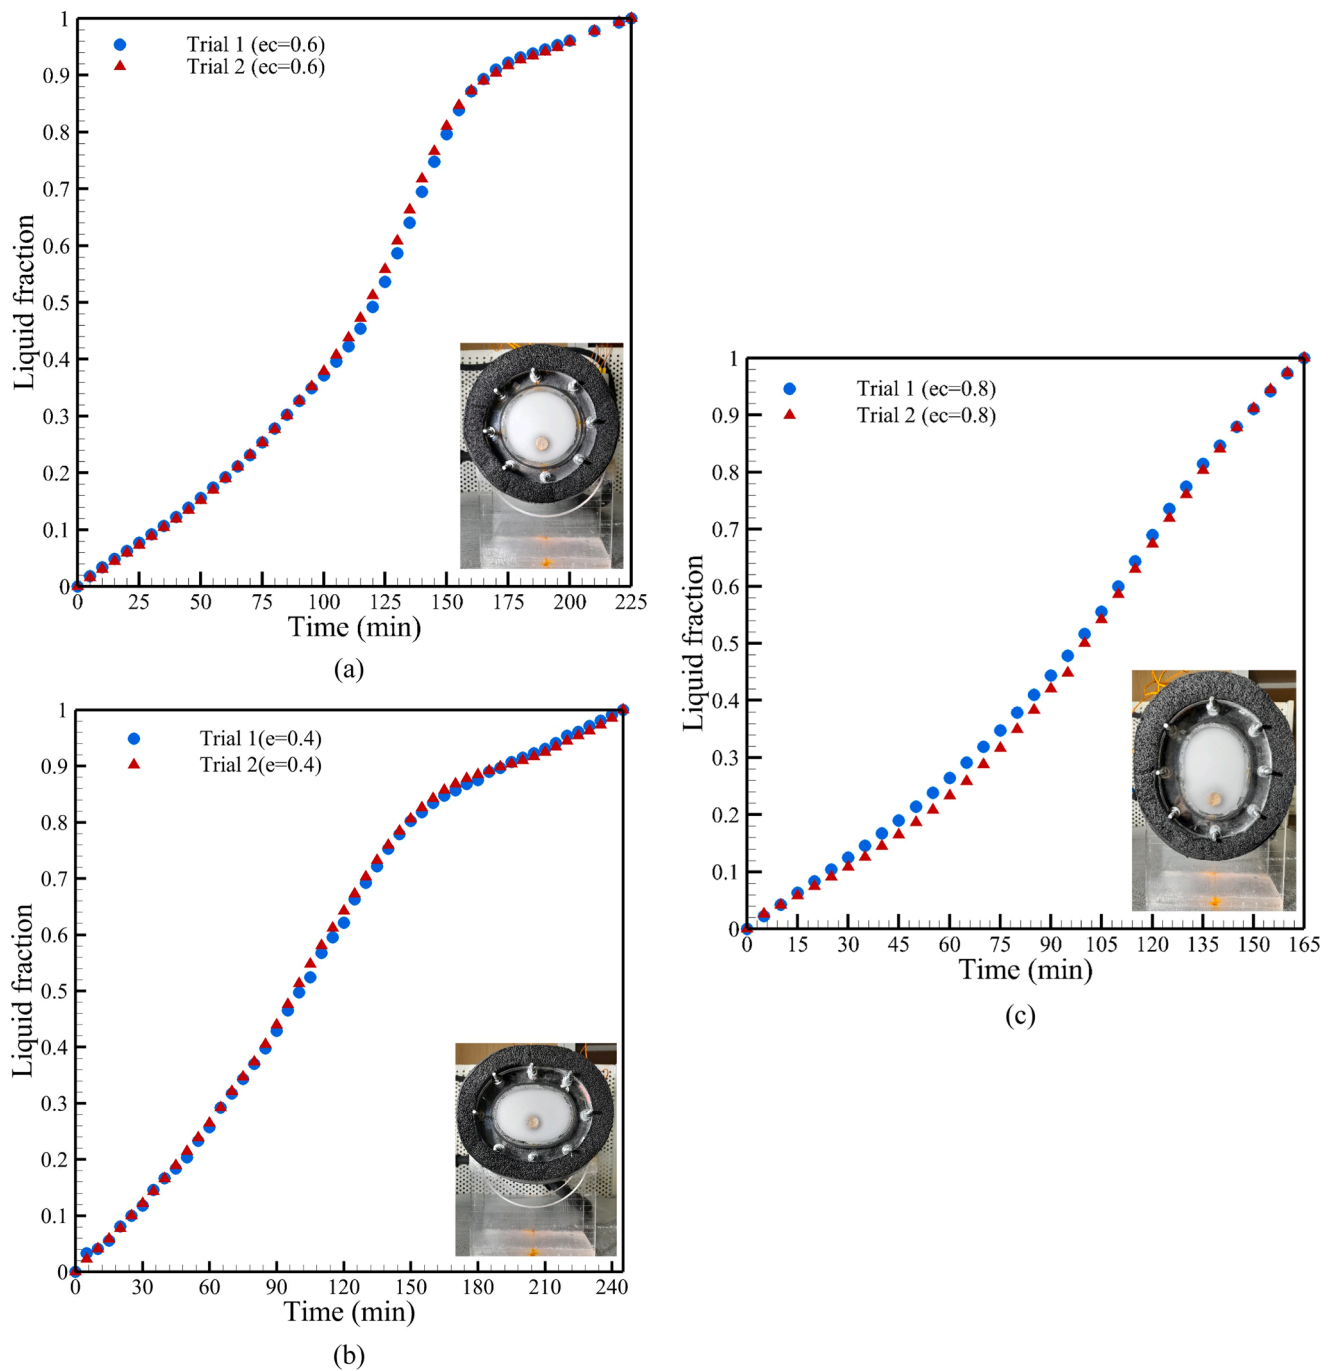 1
0.9
0.8
0.7
0.6
0.5
0.4
0.3
0.2
0.1
0
Liquid fraction
Trial 1 (ec=0.6)
Trial 2 (ec=0.6)
0 25 50 75 100 125 150 175 200 225
Time (min)
(a)
1
0.9
0.8
0.7
0.6
0.5
0.4
0.3
0.2
0.1
0
Liquid fraction
Trial 1(e=0.4)
Trial 2(e=0.4)
0 30 60 90 120 150 180 210 240
Time (min)
(b)
1
0.9
0.8
0.7
0.6
0.5
0.4
0.3
0.2
0.1
0
Liquid fraction
Trial 1 (ec=0.8)
Trial 2 (ec=0.8)
0 15 30 45 60 75 90 105 120 135 150 165
Time (min)
(c)